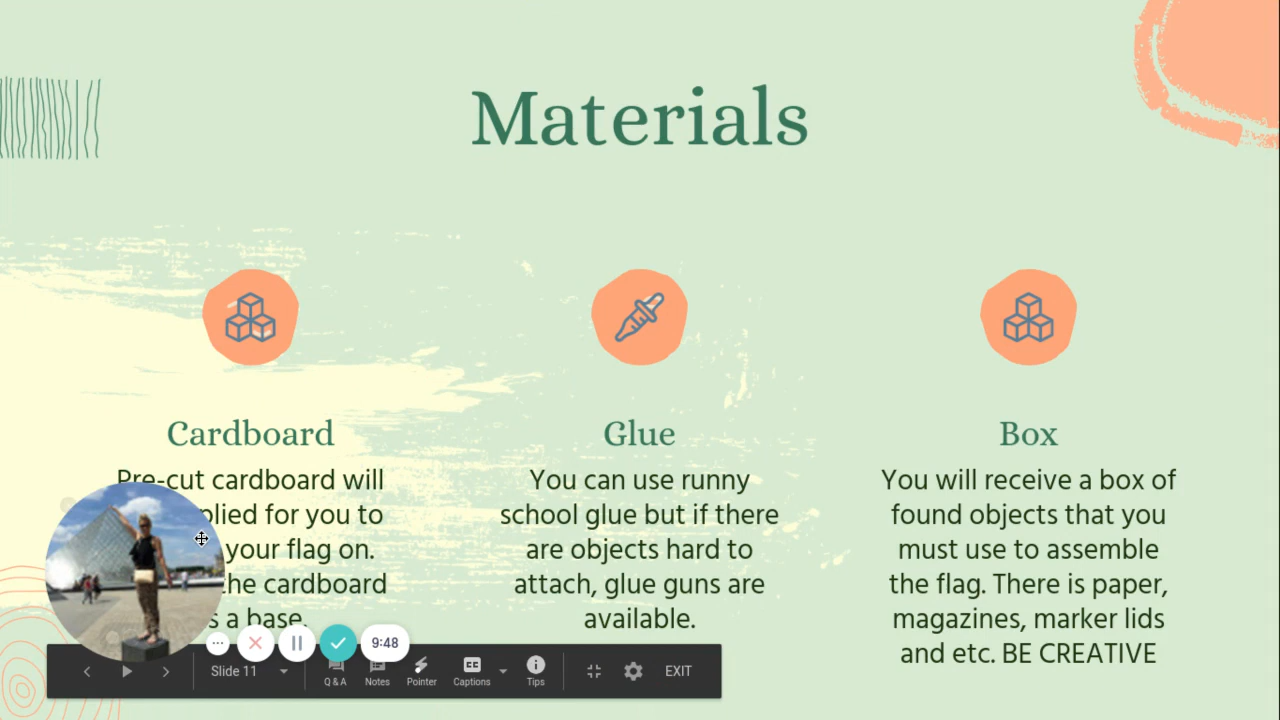 Materials
Cardboard
Pre-cut cardboard will
plied for you to
your flag on.
he cardboard
s a base.
Glue
You can use runny
school glue but if there
are objects hard to
attach, glue guns are
available.
Box
You will receive a box of
found objects that you
must use to assemble
the flag. There is paper,
magazines, marker lids
and etc. BE CREATIVE
9:48
Slide 11
Q & A
Notes
Pointer
CC
Captions
Tips
EXIT